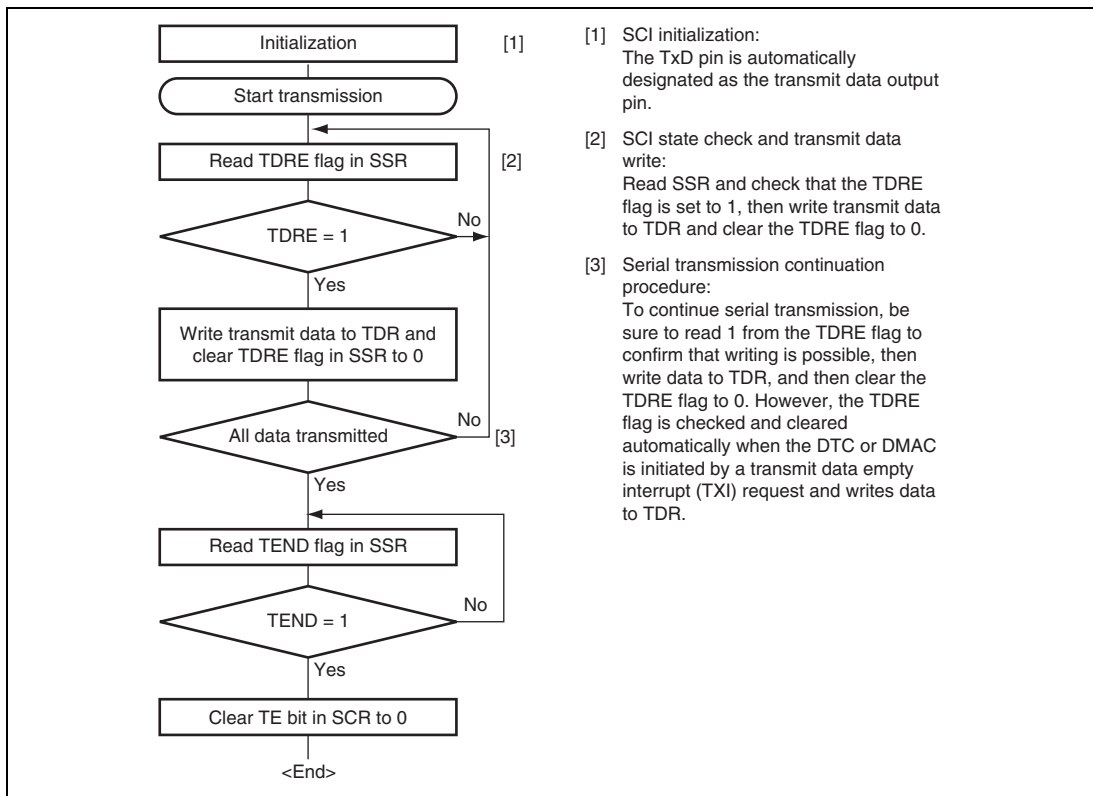 Initialization [1]
Start transmission
Read TDRE flag in SSR [2]
TDRE = 1
No
Yes
Write transmit data to TDR and
clear TDRE flag in SSR to 0
All data transmitted
No
[3]
Yes
Read TEND flag in SSR
TEND = 1
No
Yes
Clear TE bit in SCR to 0
<End>
[1] SCI initialization:
The TxD pin is automatically
designated as the transmit data output
pin.
[2] SCI state check and transmit data
write:
Read SSR and check that the TDRE
flag is set to 1, then write transmit data
to TDR and clear the TDRE flag to 0.
[3] Serial transmission continuation
procedure:
To continue serial transmission, be
sure to read 1 from the TDRE flag to
confirm that writing is possible, then
write data to TDR, and then clear the
TDRE flag to 0. However, the TDRE
flag is checked and cleared
automatically when the DTC or DMAC
is initiated by a transmit data empty
interrupt (TXI) request and writes data
to TDR.